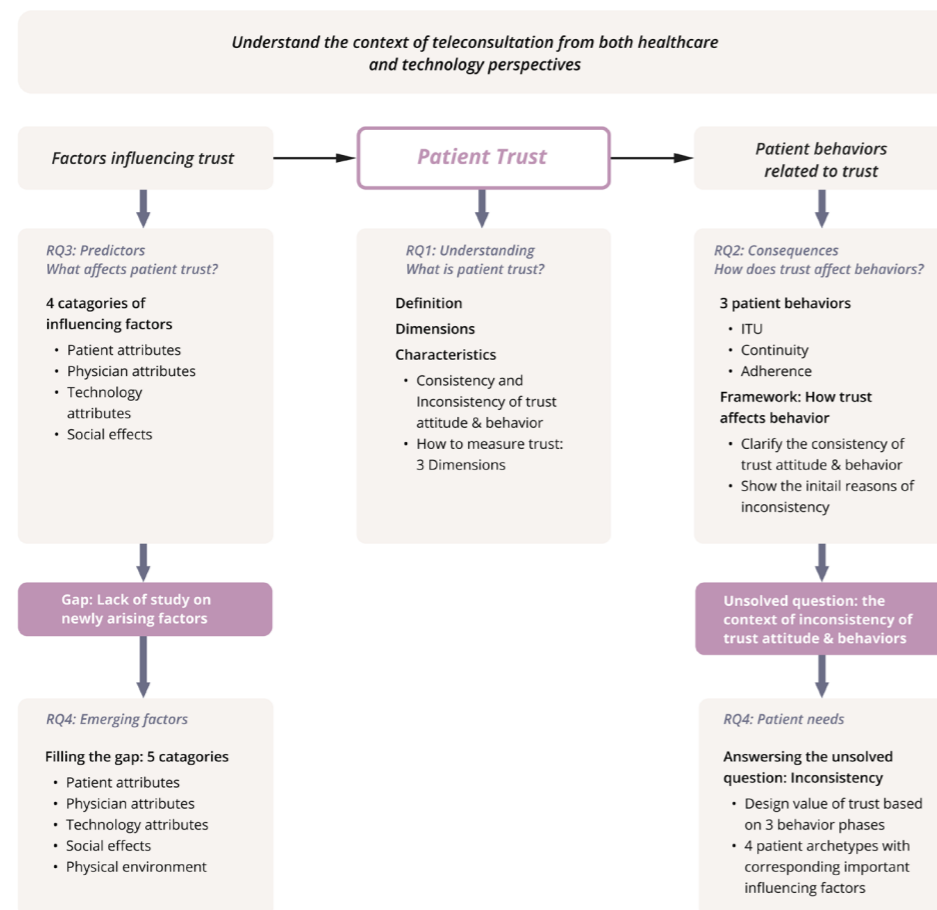 Understand the context of teleconsultation from both healthcare
and technology perspectives
Factors influencing trust
Patient Trust
Patient behaviors
related to trust
RQ3: Predictors
What affects patient trust?
4 catagories of
influencing factors
• Patient attributes
• Physician attributes
• Technology
attributes
• Social effects
RQ1: Understanding
What is patient trust?
Definition
Dimensions
Characteristics
• Consistency and
Inconsistency of trust
attitude & behavior
• How to measure trust:
3 Dimensions
RQ2: Consequences
How does trust affect behaviors?
3 patient behaviors
• ITU
• Continuity
• Adherence
Framework: How trust
affects behavior
• Clarify the consistency of
trust attitude & behavior
• Show the initail reasons of
inconsistency
Gap: Lack of study on
newly arising factors
Unsolved question: the
context of inconsistency of
trust attitude & behaviors
RQ4: Emerging factors
Filling the gap: 5 catagories
• Patient attributes
• Physician attributes
• Technology attributes
• Social effects
• Physical environment
RQ4: Patient needs
Answersing the unsolved
question: Inconsistency
• Design value of trust based
on 3 behavior phases
• 4 patient archetypes with
corresponding important
influencing factors